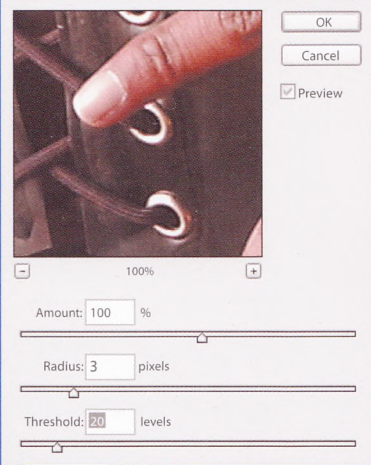 OK
Cancel
Preview
100%
Amount: 100 %
Radius: 3 pixels
Threshold: 20 levels